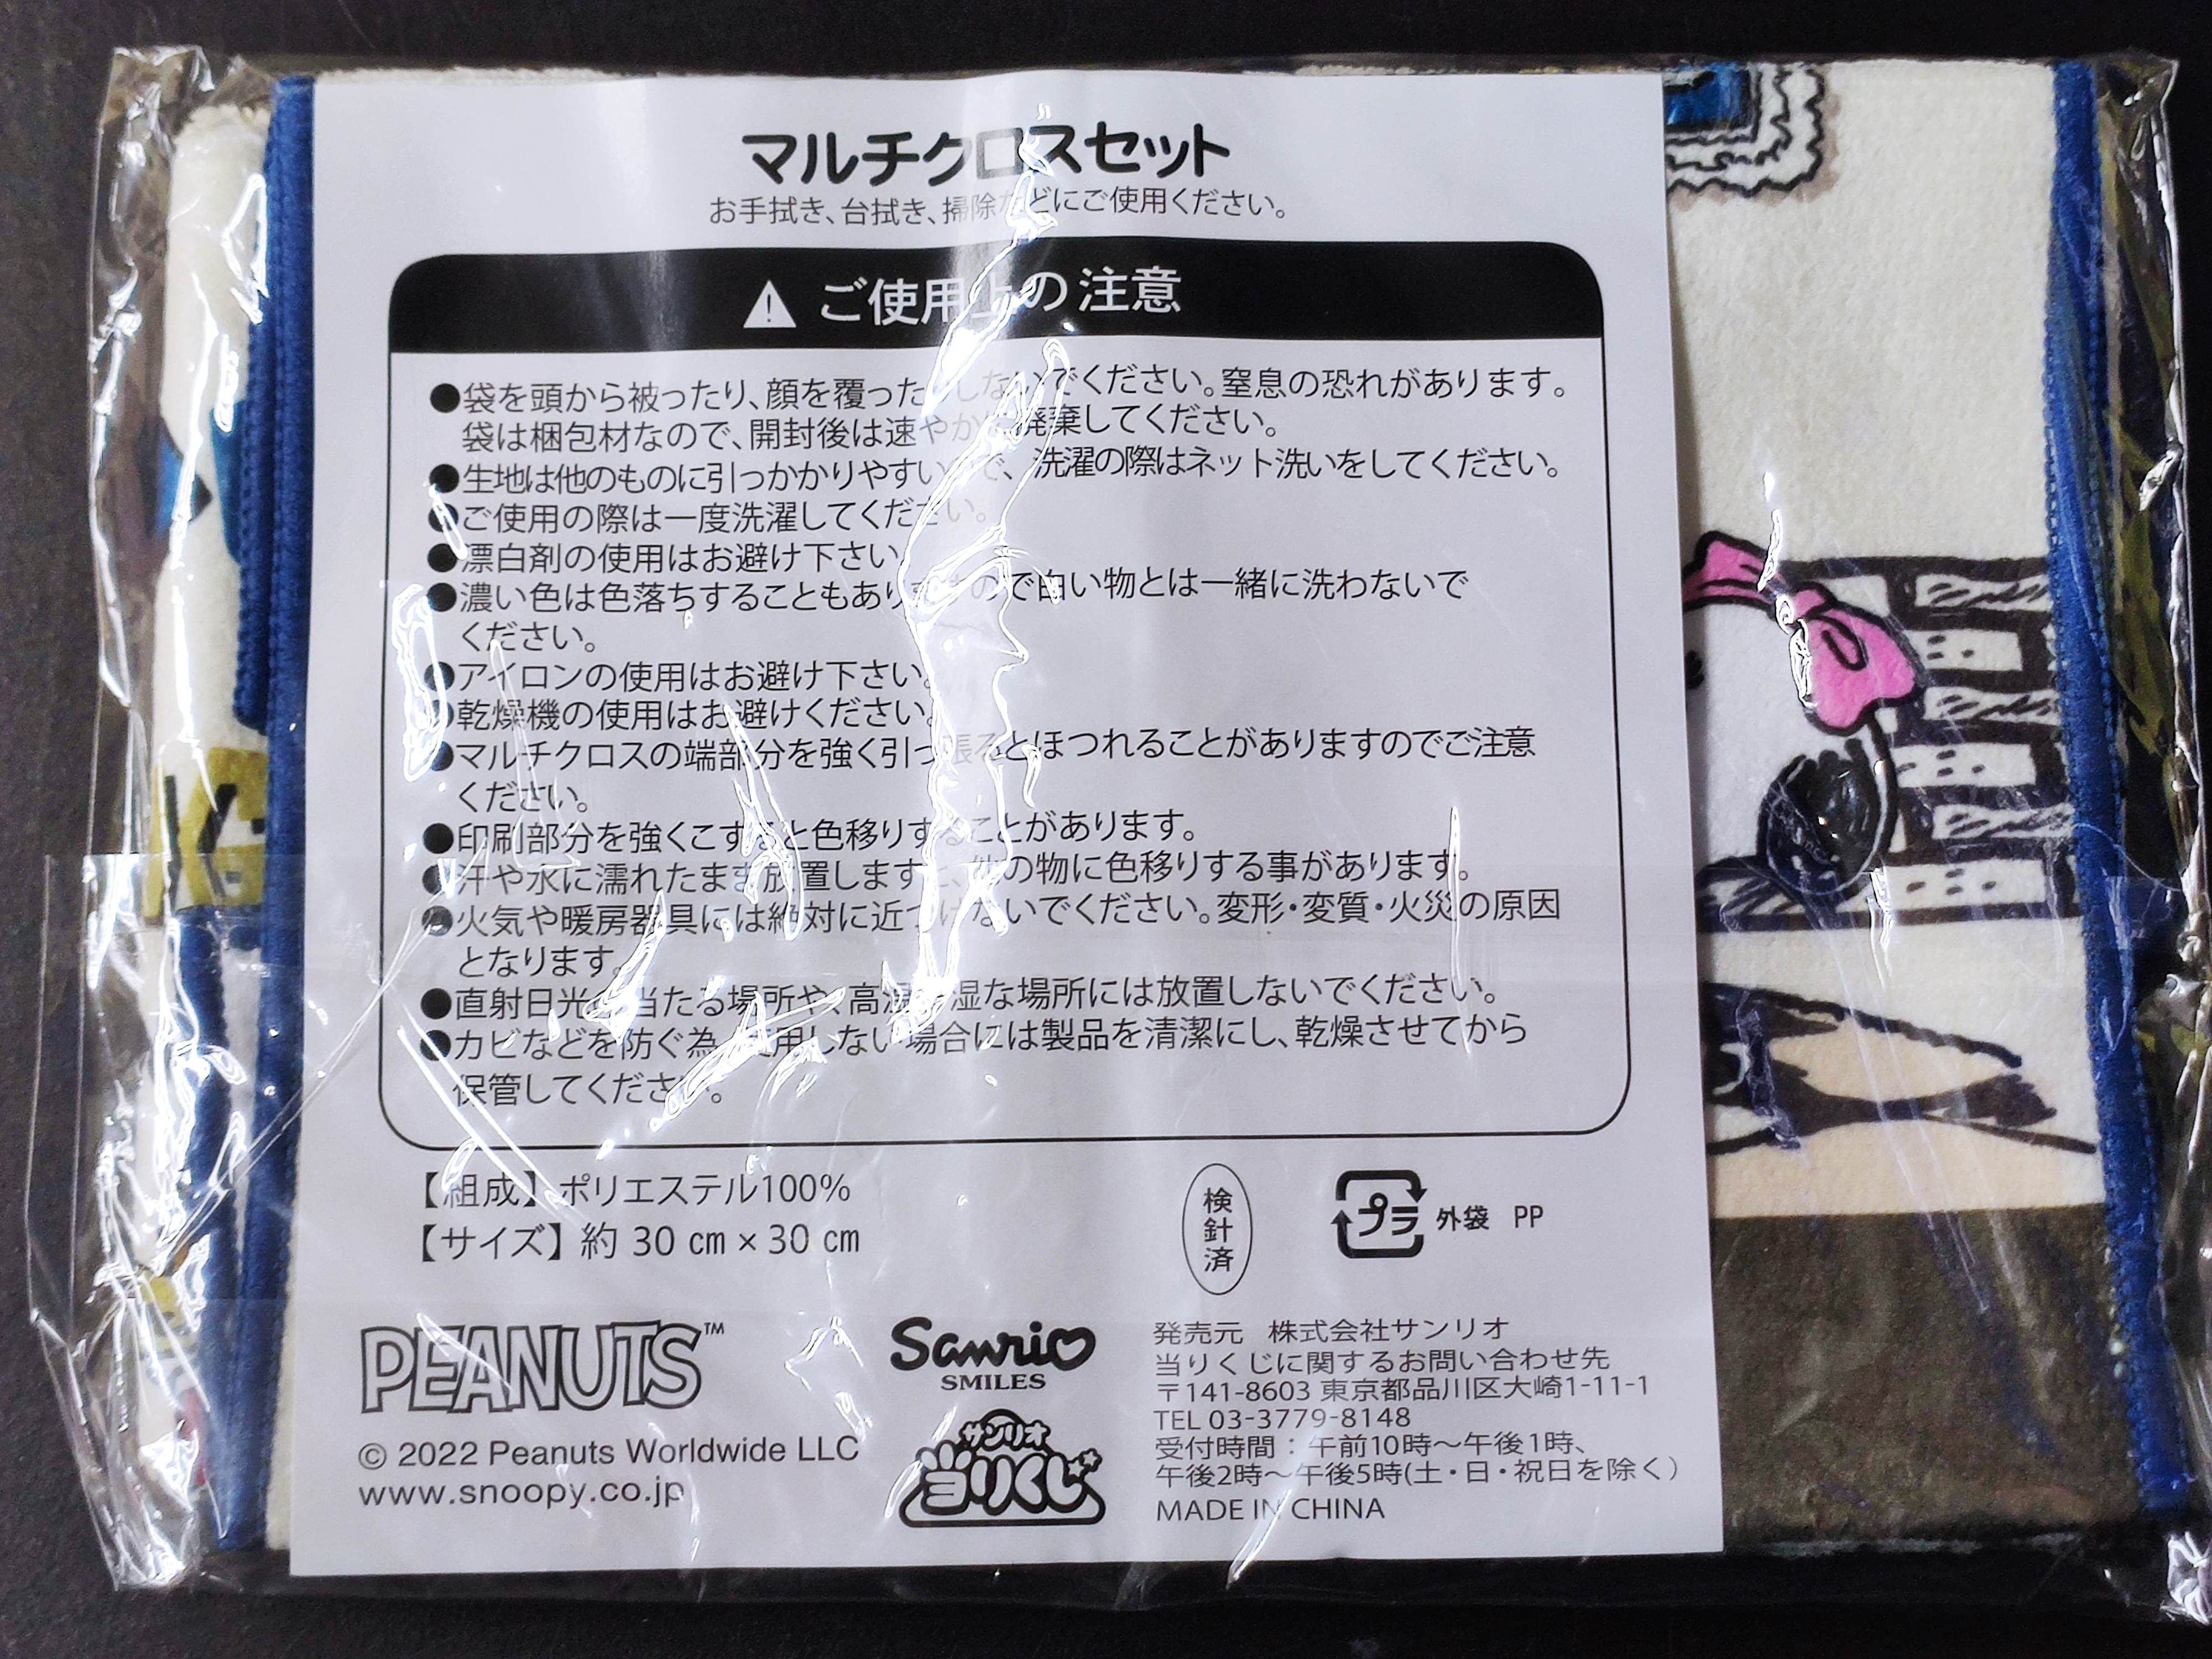 マルチクロスセット
お手拭き、台拭き、掃除などにご使用ください。
ご使用上の注意
●袋を頭から被ったり、顔を覆ったりしないでください。窒息の恐れがあります。
袋は梱包材なので、開封後は速やかに廃棄してください。
●生地は他のものに引っかかりやすいので、洗濯の際はネット洗いをしてください。
●ご使用の際は一度洗濯してください。
●漂白剤の使用はお避け下さい。
●濃い色は色落ちすることもありますので白い物とは一緒に洗わないで
ください。
●アイロンの使用はお避け下さい。
●乾燥機の使用はお避けください。
●マルチクロスの端部分を強く引っ張るとほつれることがありますのでご注意
ください。
●印刷部分を強くこすると色移りすることがあります。
●汗や水に濡れたまま放置しますと、他の物に色移りする事があります。
●火気や暖房器具には絶対に近づけないでください。変形・変質・火災の原因
となります。
●直射日光の当たる場所や、高温多湿な場所には放置しないでください。
●カビなどを防ぐ為、使用しない場合には製品を清潔にし、乾燥させてから
保管してください。
【組成】ポリエステル100%
【サイズ】約 30 cm × 30 cm
検針済
プラ 外袋 PP
PEANUTS™
© 2022 Peanuts Worldwide LLC
www.snoopy.co.jp
Sanrio
SMILES
サンリオ
当りくじ
発売元 株式会社サンリオ
当りくじに関するお問い合わせ先
〒141-8603 東京都品川区大崎1-11-1
TEL 03-3779-8148
受付時間：午前10時～午後1時、
午後2時～午後5時(土・日・祝日を除く)
MADE IN CHINA